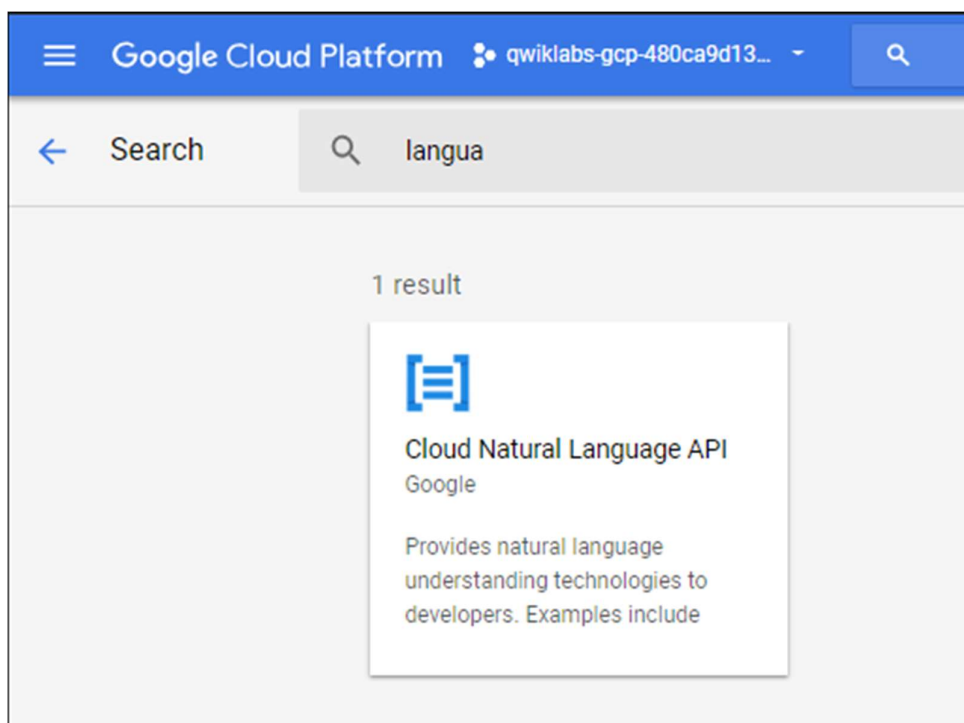 Google Cloud Platform qwiklabs-gcp-480ca9d13...
Search langua
1 result
Cloud Natural Language API
Google
Provides natural language
understanding technologies to
developers. Examples include